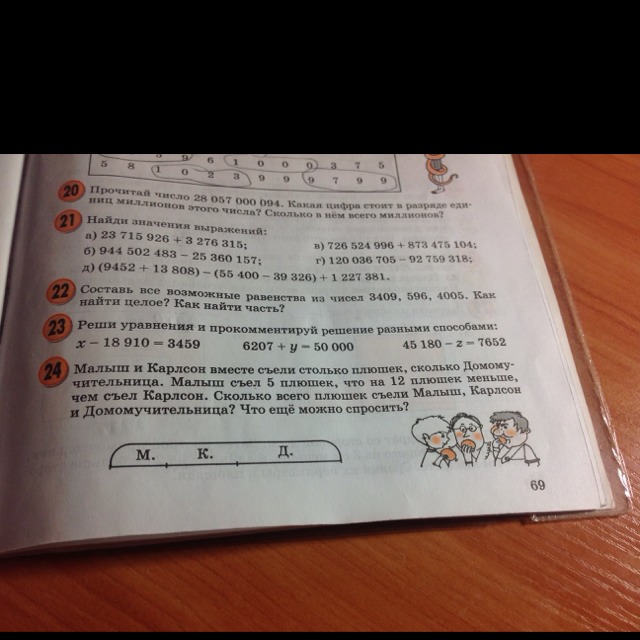 9 6 1 0 0 0 3 7 5
5 8 1 0 2 3 9 9 9 7 9 9
20 Прочитай число 28 057 000 094. Какая цифра стоит в разряде еди-
ниц миллионов этого числа? Сколько в нём всего миллионов?
21 Найди значения выражений:
а) 23 715 926 + 3 276 315; в) 726 524 996 + 873 475 104;
б) 944 502 483 – 25 360 157; г) 120 036 705 – 92 759 318;
д) (9452 + 13 808) – (55 400 – 39 326) + 1 227 381.
22 Составь все возможные равенства из чисел 3409, 596, 4005. Как
найти целое? Как найти часть?
23 Реши уравнения и прокомментируй решение разными способами:
x – 18 910 = 3459 6207 + y = 50 000 45 180 – z = 7652
24 Малыш и Карлсон вместе съели столько плюшек, сколько Домому-
чительница. Малыш съел 5 плюшек, что на 12 плюшек меньше,
чем съел Карлсон. Сколько всего плюшек съели Малыш, Карлсон
и Домомучительница? Что ещё можно спросить?
М. К. Д.
69